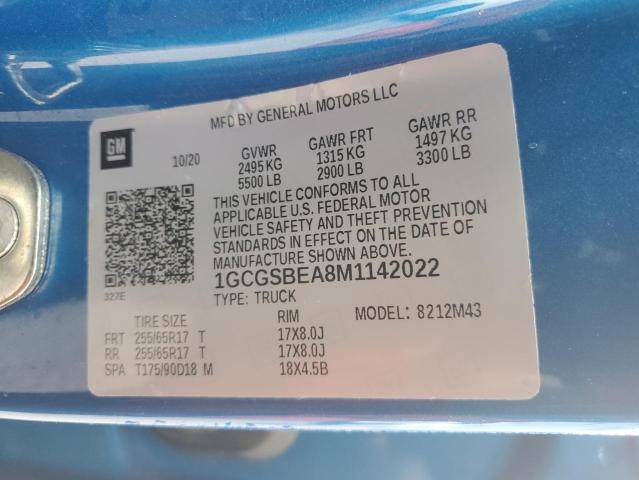 MFD BY GENERAL MOTORS LLC
GM
10/20 GVWR GAWR FRT GAWR RR
2495 KG 1315 KG 1497 KG
5500 LB 2900 LB 3300 LB
THIS VEHICLE CONFORMS TO ALL
APPLICABLE U.S. FEDERAL MOTOR
VEHICLE SAFETY AND THEFT PREVENTION
STANDARDS IN EFFECT ON THE DATE OF
MANUFACTURE SHOWN ABOVE.
1GCGSBEA8M1142022
327E
TYPE: TRUCK MODEL: 8212M43
TIRE SIZE RIM
FRT 255/65R17 T 17X8.0J
RR 255/65R17 T 17X8.0J
SPA T175/90D18 M 18X4.5B